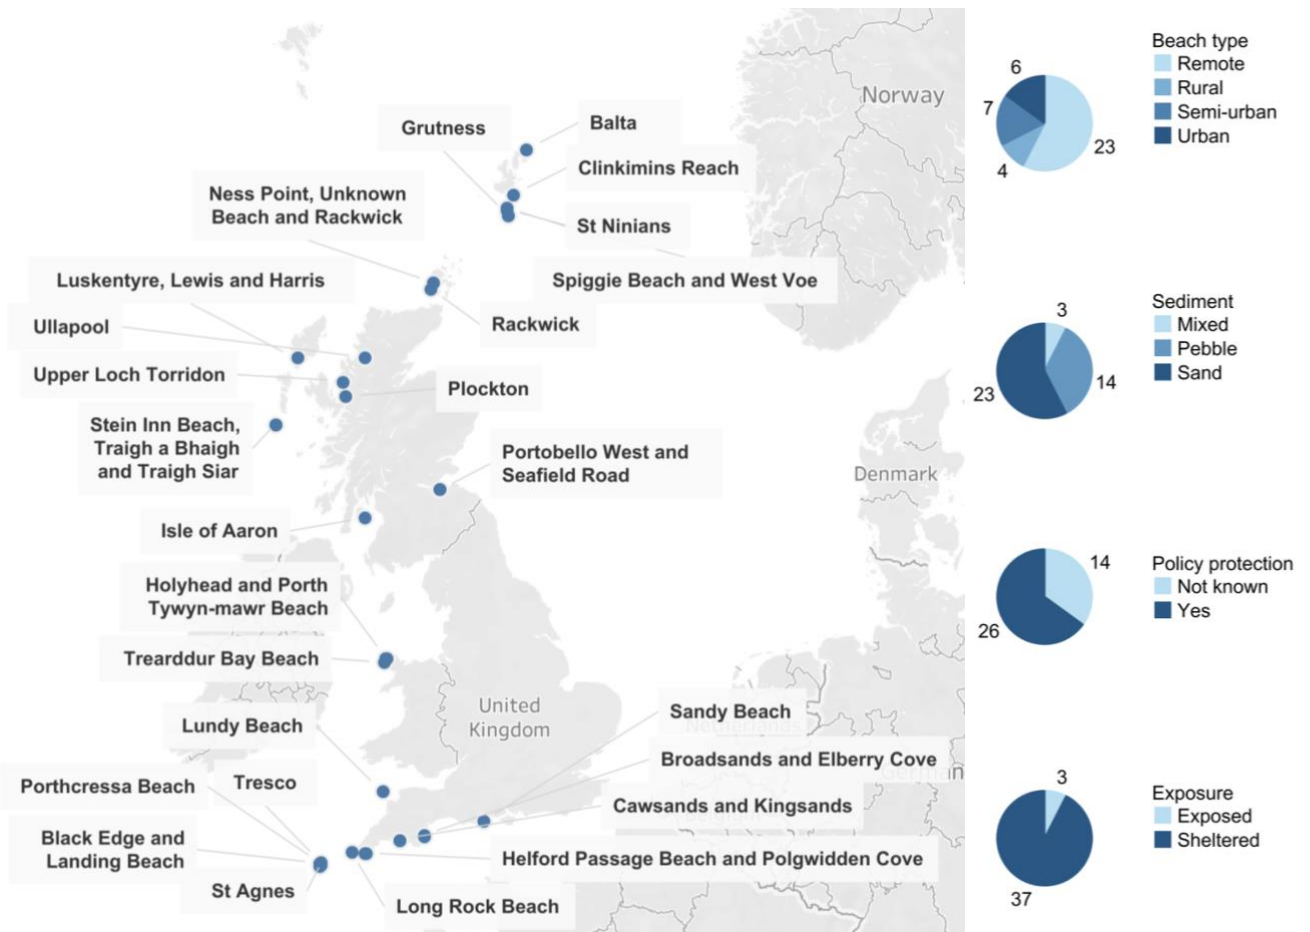 Norway
Grutness
Balta
Clinkimins Reach
Ness Point, Unknown
Beach and Rackwick
St Ninians
Luskentyre, Lewis and Harris
Spiggie Beach and West Voe
Ullapool
Rackwick
Upper Loch Torridon
Plockton
Stein Inn Beach,
Traigh a Bhaigh
and Traigh Siar
Portobello West and
Seafield Road
Denmark
Isle of Aaron
Holyhead and Porth
Tywyn-mawr Beach
Trearddur Bay Beach
United
Kingdom
Lundy Beach
Sandy Beach
Netherlands
Porthcressa Beach
Tresco
Broadsands and Elberry Cove
German
Cawsands and Kingsands
Black Edge and
Landing Beach
Helford Passage Beach and Polgwidden Cove
St Agnes
Long Rock Beach
Beach type
Remote
Rural
Semi-urban
Urban
6
7
4
23
Sediment
Mixed
Pebble
Sand
3
14
23
Policy protection
Not known
Yes
14
26
Exposure
Exposed
Sheltered
3
37